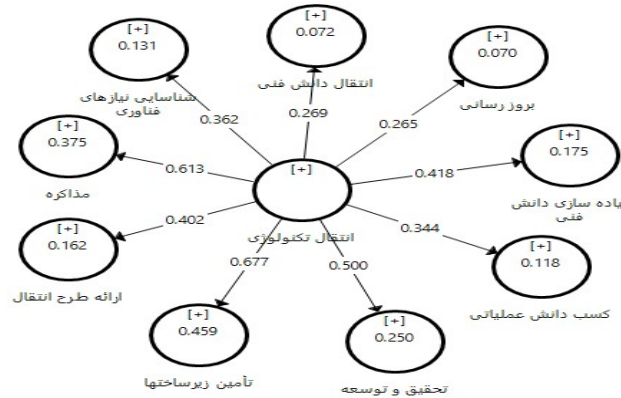 [+]
0.072
انتقال دانش فنی
[+]
0.131
شناسایی نیازهای
فناوری
[+]
0.070
بروز رسانی
0.362
0.269
0.265
[+]
0.375
مذاکره
0.613
[+]
انتقال تکنولوژی
0.418
[+]
0.175
پیاده سازی دانش
فنی
[+]
0.162
ارائه طرح انتقال
0.402
0.344
[+]
0.118
کسب دانش عملیاتی
0.677
0.500
[+]
0.459
تأمین زیرساختها
[+]
0.250
تحقیق و توسعه